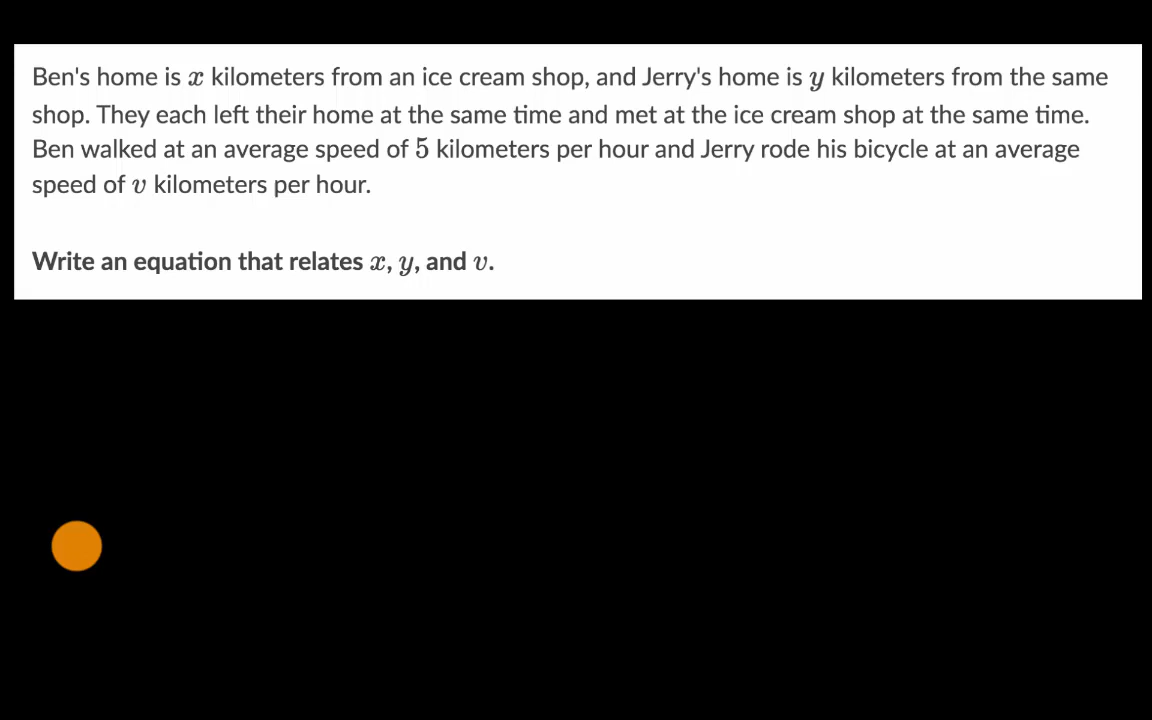 Ben's home is x kilometers from an ice cream shop, and Jerry's home is y kilometers from the same
shop. They each left their home at the same time and met at the ice cream shop at the same time.
Ben walked at an average speed of 5 kilometers per hour and Jerry rode his bicycle at an average
speed of v kilometers per hour.
Write an equation that relates x, y, and v.